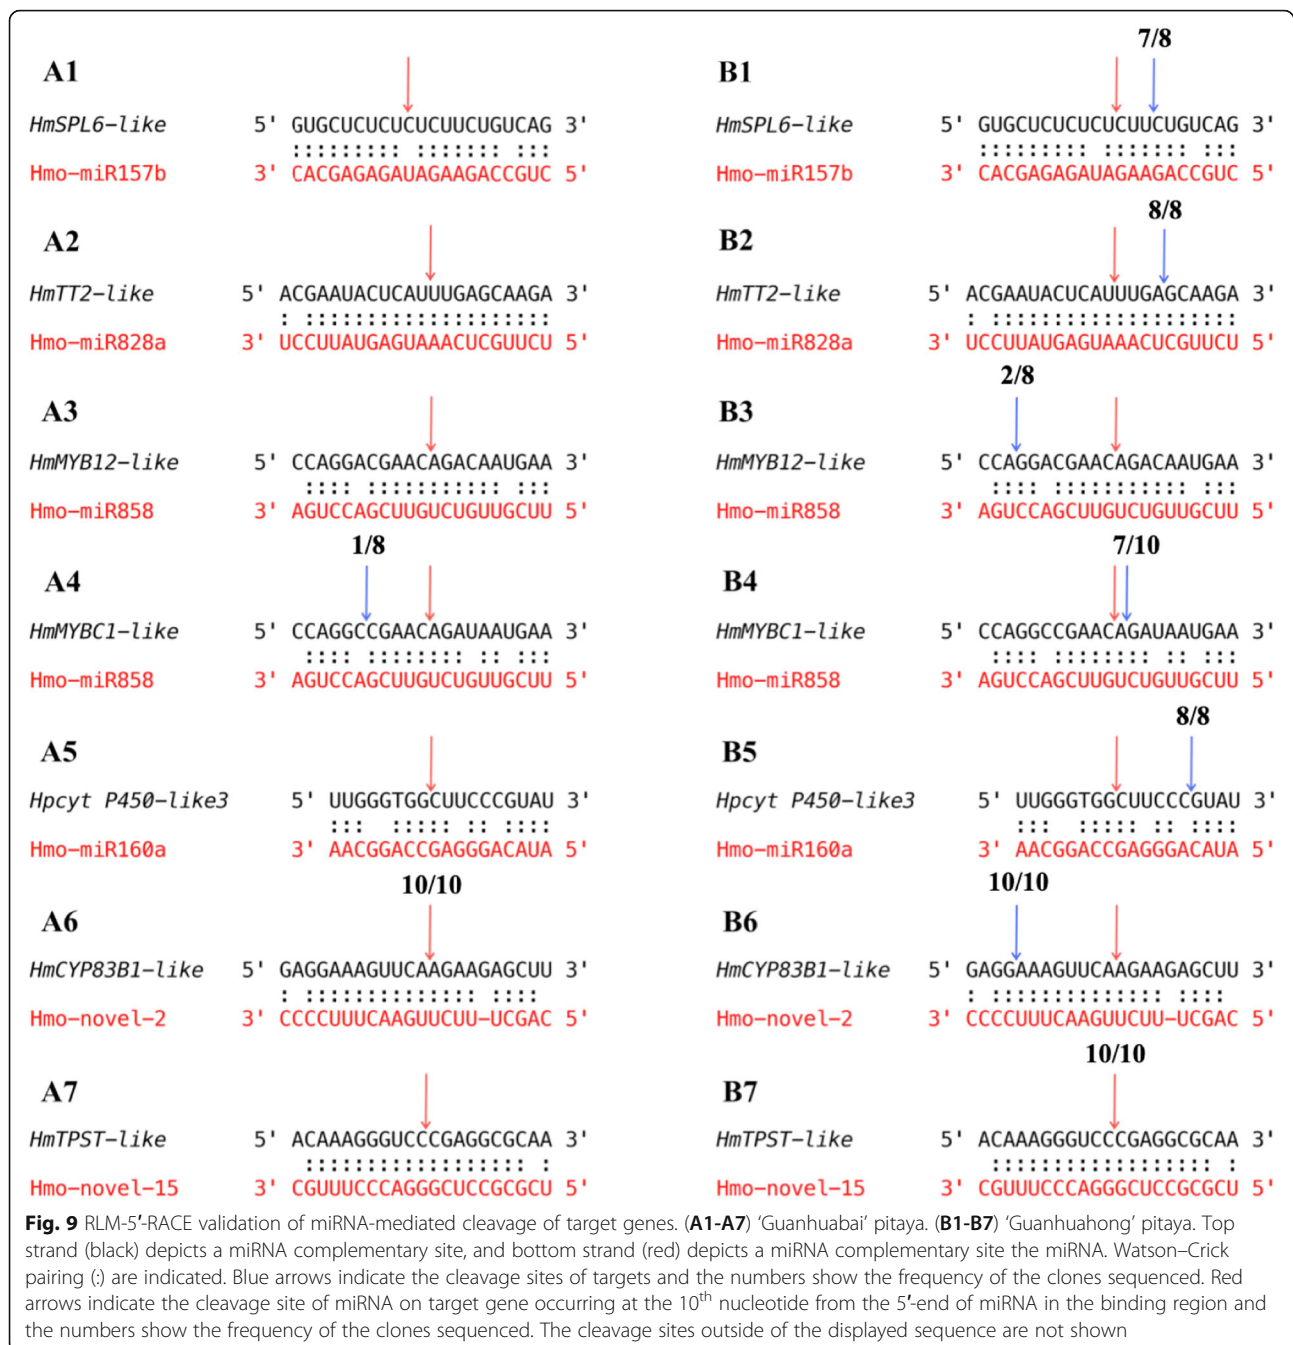 A1
HmSPL6-like 5' GUGCUCUCUCUCUUCUGUCAG 3'
::::::::: ::::::: :::
Hmo-miR157b 3' CACGAGAGAUAGAAGACCGUC 5'
A2
HmTT2-like 5' ACGAAUACUCAUUUGAGCAAGA 3'
: ::::::::::::::::::::
Hmo-miR828a 3' UCCUUAUGAGUAAACUCGUUCU 5'
A3
HmMYB12-like 5' CCAGGACGAACAGACAAUGAA 3'
:::: ::::::::::: :::
Hmo-miR858 3' AGUCCAGCUUGUCUGUUGCUU 5'
1/8
A4
HmMYBC1-like 5' CCAGGCCGAACAGAUAAUGAA 3'
:::: :::::::: :: :::
Hmo-miR858 3' AGUCCAGCUUGUCUGUUGCUU 5'
A5
Hpcyt P450-like3 5' UUGGGTGGCUUCCCGUAU 3'
::: ::::: :: ::::
Hmo-miR160a 3' AACGGACCGAGGGACAUA 5'
10/10
A6
HmCYP83B1-like 5' GAGGAAAGUUCAAGAAGAGCUU 3'
: :::::::::::::: ::::
Hmo-novel-2 3' CCCCUUUCAAGUUCUU-UCGAC 5'
A7
HmTPST-like 5' ACAAAGGGUCCCGAGGCGCAA 3'
:::::::::::::::::: :
Hmo-novel-15 3' CGUUUCCCAGGGCUCCGCGCU 5'
7/8
B1
HmSPL6-like 5' GUGCUCUCUCUCUUCUGUCAG 3'
::::::::: ::::::: :::
Hmo-miR157b 3' CACGAGAGAUAGAAGACCGUC 5'
8/8
B2
HmTT2-like 5' ACGAAUACUCAUUUGAGCAAGA 3'
: ::::::::::::::::::::
Hmo-miR828a 3' UCCUUAUGAGUAAACUCGUUCU 5'
2/8
B3
HmMYB12-like 5' CCAGGACGAACAGACAAUGAA 3'
:::: ::::::::::: :::
Hmo-miR858 3' AGUCCAGCUUGUCUGUUGCUU 5'
7/10
B4
HmMYBC1-like 5' CCAGGCCGAACAGAUAAUGAA 3'
:::: :::::::: :: :::
Hmo-miR858 3' AGUCCAGCUUGUCUGUUGCUU 5'
8/8
B5
Hpcyt P450-like3 5' UUGGGTGGCUUCCCGUAU 3'
::: ::::: :: ::::
Hmo-miR160a 3' AACGGACCGAGGGACAUA 5'
10/10
B6
HmCYP83B1-like 5' GAGGAAAGUUCAAGAAGAGCUU 3'
: :::::::::::::: ::::
Hmo-novel-2 3' CCCCUUUCAAGUUCUU-UCGAC 5'
10/10
B7
HmTPST-like 5' ACAAAGGGUCCCGAGGCGCAA 3'
:::::::::::::::::: :
Hmo-novel-15 3' CGUUUCCCAGGGCUCCGCGCU 5'
Fig. 9 RLM-5′-RACE validation of miRNA-mediated cleavage of target genes. (A1-A7) ‘Guanhuabai’ pitaya. (B1-B7) ‘Guanhuahong’ pitaya. Top
strand (black) depicts a miRNA complementary site, and bottom strand (red) depicts a miRNA complementary site the miRNA. Watson–Crick
pairing (:) are indicated. Blue arrows indicate the cleavage sites of targets and the numbers show the frequency of the clones sequenced. Red
arrows indicate the cleavage site of miRNA on target gene occurring at the 10th nucleotide from the 5′-end of miRNA in the binding region and
the numbers show the frequency of the clones sequenced. The cleavage sites outside of the displayed sequence are not shown